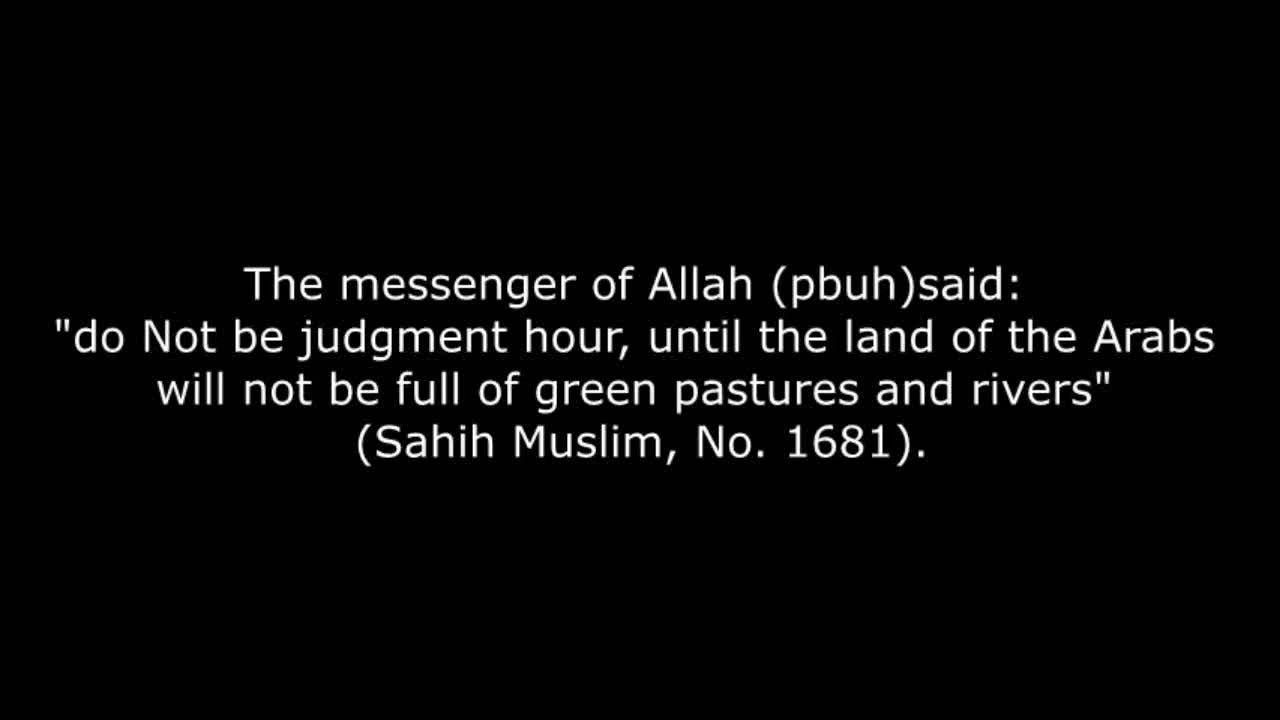 The messenger of Allah (pbuh)said:
"do Not be judgment hour, until the land of the Arabs
will not be full of green pastures and rivers"
(Sahih Muslim, No. 1681).